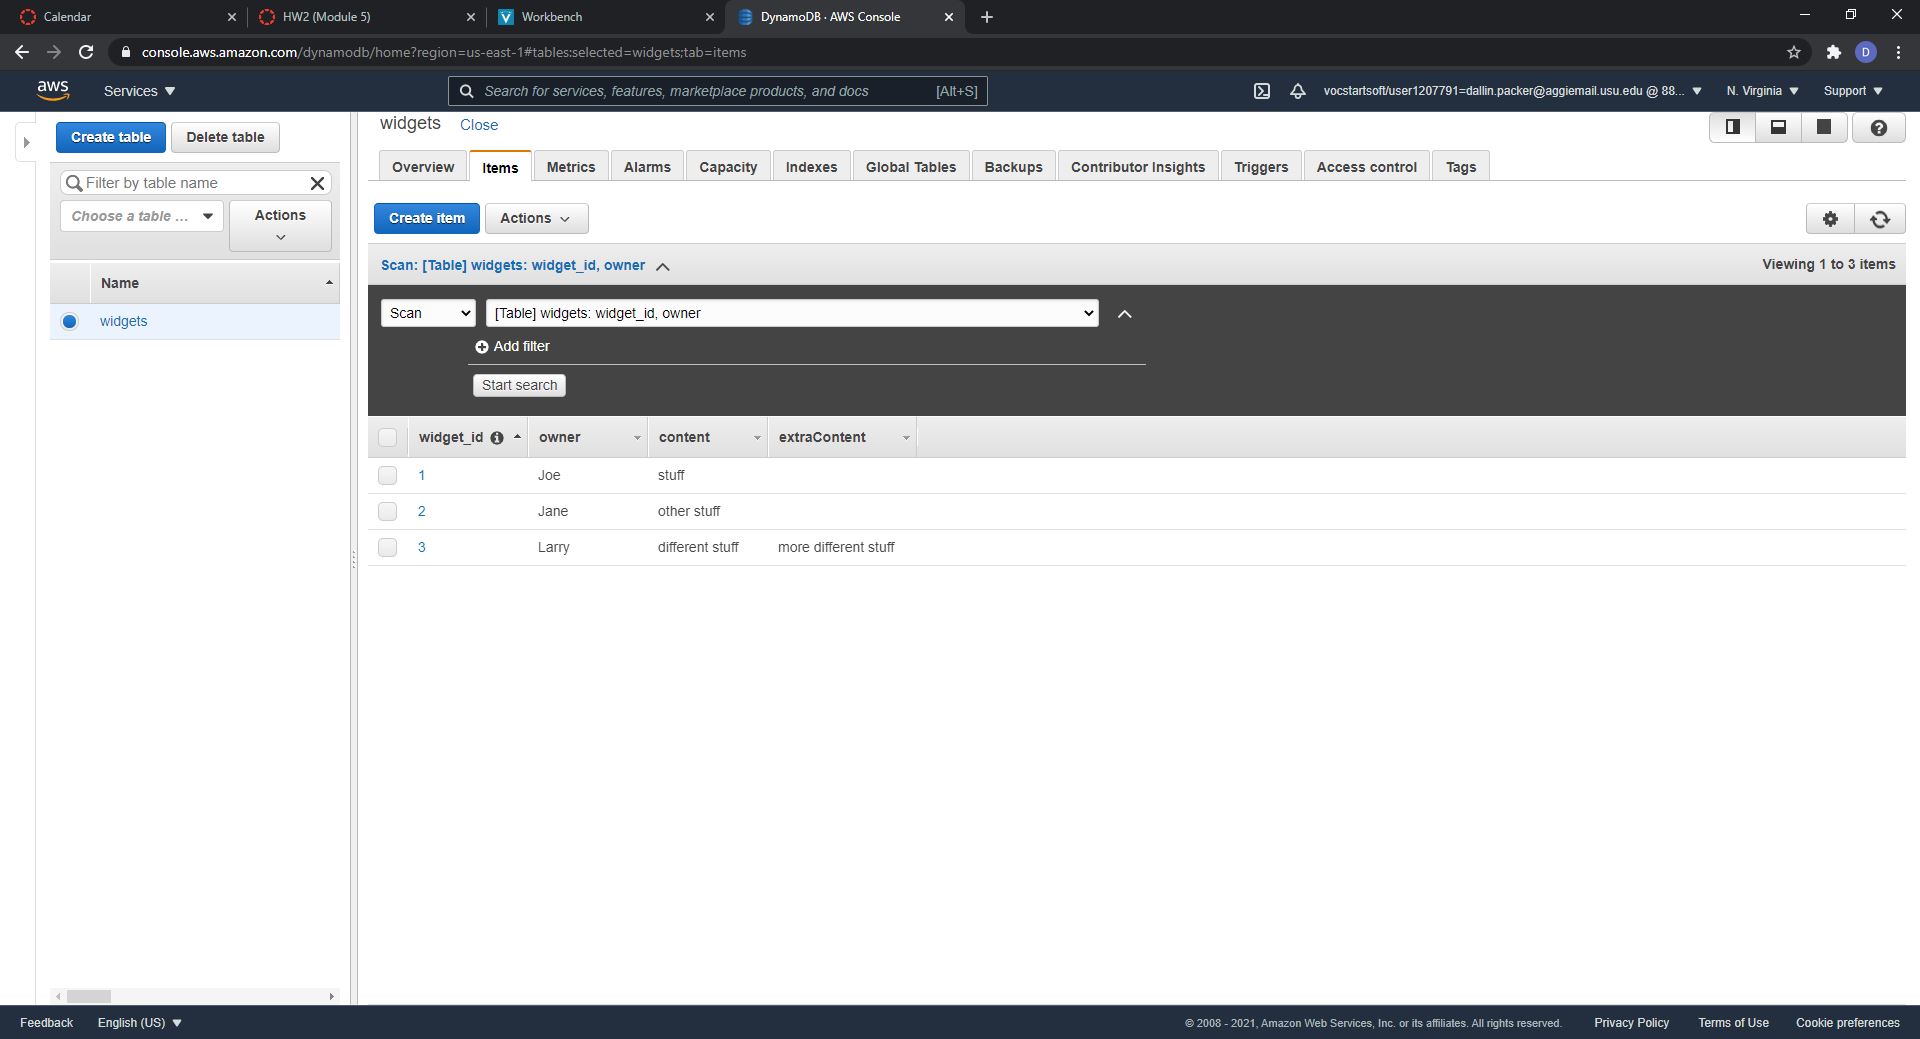 Calendar
HW2 (Module 5)
Workbench
DynamoDB · AWS Console
console.aws.amazon.com/dynamodb/home?region=us-east-1#tables:selected=widgets;tab=items
D
aws
Services
Search for services, features, marketplace products, and docs
[Alt+S]
vocstartsoft/user1207791=dallin.packer@aggiemail.usu.edu @ 88...
N. Virginia
Support
Create table
Delete table
Filter by table name
Choose a table ...
Actions
Name
widgets
widgets
Close
Overview
Items
Metrics
Alarms
Capacity
Indexes
Global Tables
Backups
Contributor Insights
Triggers
Access control
Tags
Create item
Actions
Scan: [Table] widgets: widget_id, owner
Viewing 1 to 3 items
Scan
[Table] widgets: widget_id, owner
Add filter
Start search
widget_id owner content extraContent
1 Joe stuff
2 Jane other stuff
3 Larry different stuff more different stuff
Feedback
English (US)
© 2008 - 2021, Amazon Web Services, Inc. or its affiliates. All rights reserved.
Privacy Policy
Terms of Use
Cookie preferences